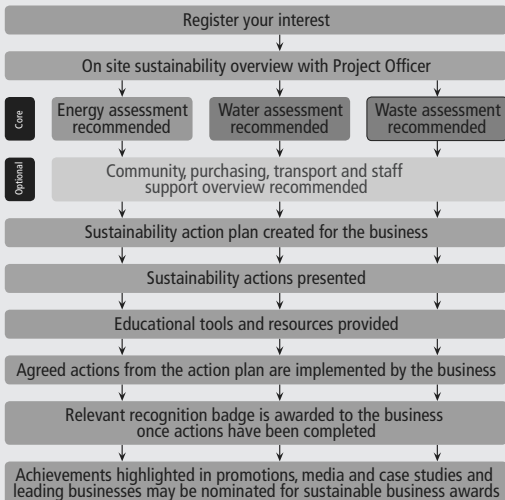 Register your interest
On site sustainability overview with Project Officer
Core
Energy assessment
recommended
Water assessment
recommended
Waste assessment
recommended
Optional
Community, purchasing, transport and staff
support overview recommended
Sustainability action plan created for the business
Sustainability actions presented
Educational tools and resources provided
Agreed actions from the action plan are implemented by the business
Relevant recognition badge is awarded to the business
once actions have been completed
Achievements highlighted in promotions, media and case studies and
leading businesses may be nominated for sustainable business awards